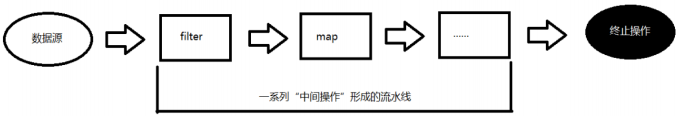 数据源
filter
map
......
终止操作
一系列“中间操作”形成的流水线